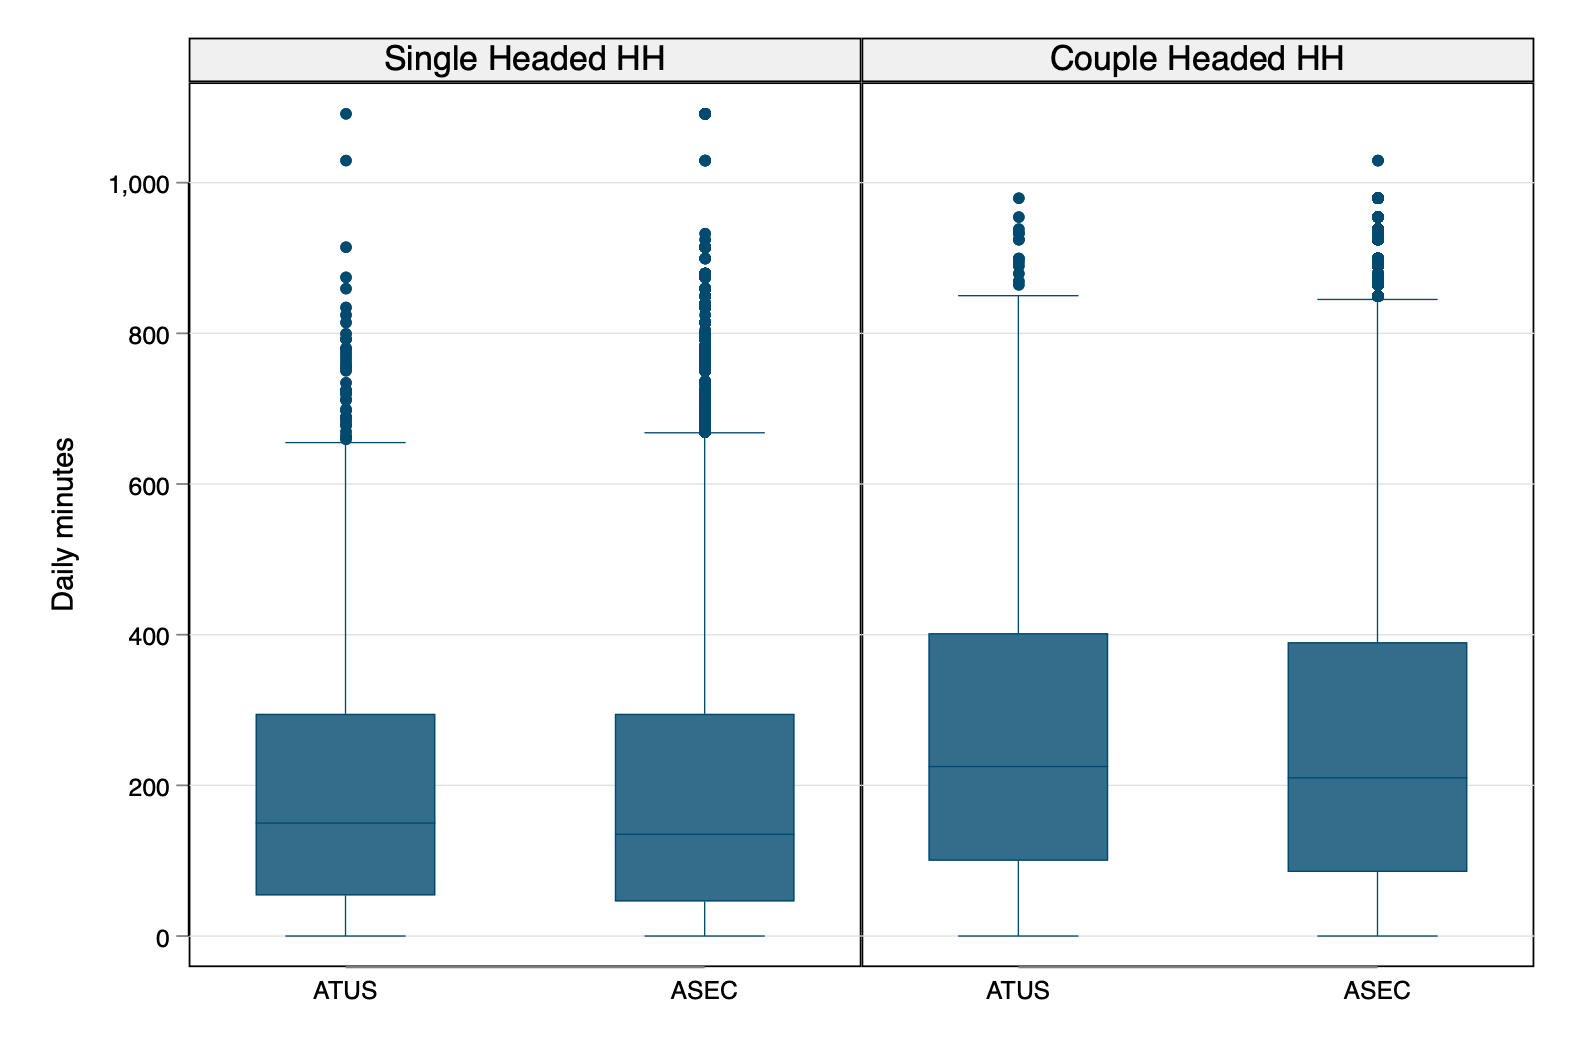 Single Headed HH
Couple Headed HH
Daily minutes
1,000
800
600
400
200
0
ATUS
ASEC
ATUS
ASEC